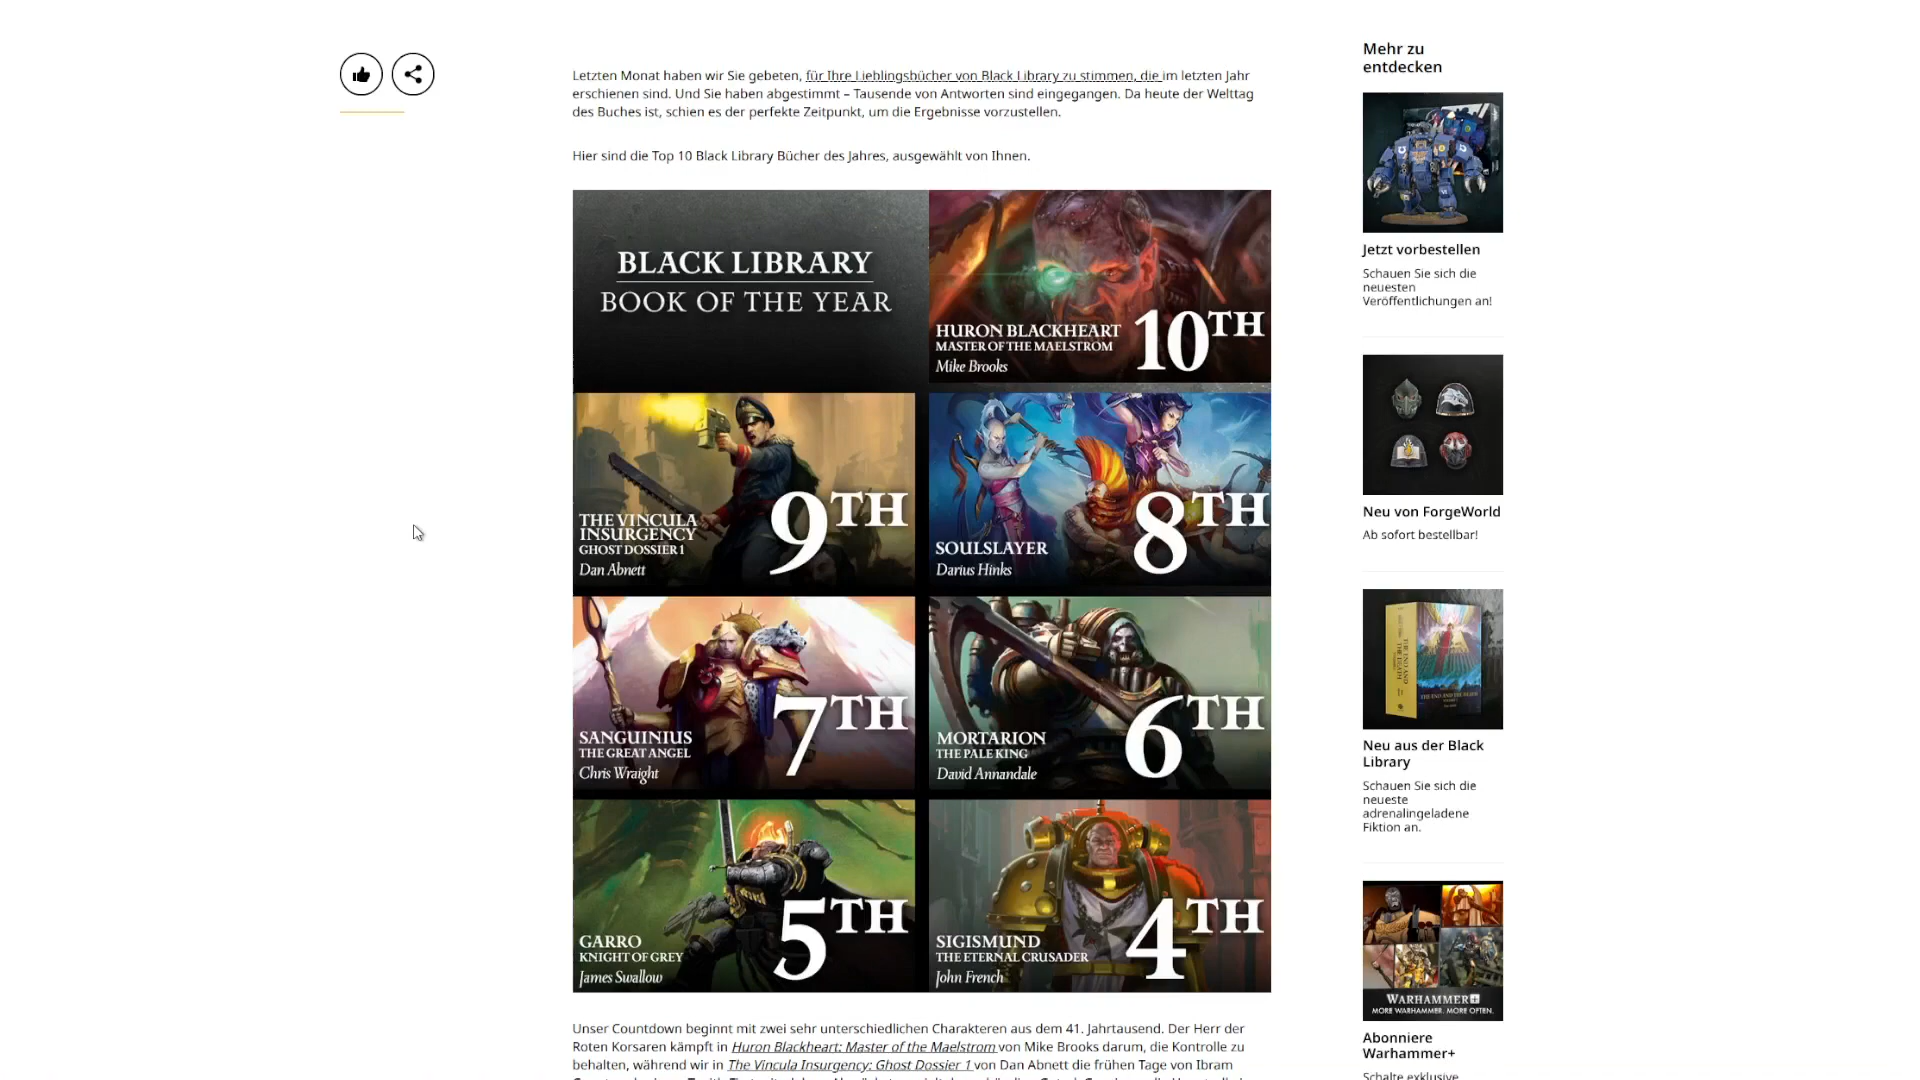 Letzten Monat haben wir Sie gebeten, für Ihre Lieblingsbücher von Black Library zu stimmen, die im letzten Jahr
erschienen sind. Und Sie haben abgestimmt – Tausende von Antworten sind eingegangen. Da heute der Welttag
des Buches ist, schien es der perfekte Zeitpunkt, um die Ergebnisse vorzustellen.
Hier sind die Top 10 Black Library Bücher des Jahres, ausgewählt von Ihnen.
BLACK LIBRARY
BOOK OF THE YEAR
HURON BLACKHEART
MASTER OF THE MAELSTROM
Mike Brooks
10TH
THE VINCULA
INSURGENCY
GHOST DOSSIER 1
Dan Abnett
9TH
SOULSLAYER
Darius Hinks
8TH
SANGUINIUS
THE GREAT ANGEL
Chris Wraight
7TH
MORTARION
THE PALE KING
David Annandale
6TH
GARRO
KNIGHT OF GREY
James Swallow
5TH
SIGISMUND
THE ETERNAL CRUSADER
John French
4TH
Unser Countdown beginnt mit zwei sehr unterschiedlichen Charakteren aus dem 41. Jahrtausend. Der Herr der
Roten Korsaren kämpft in Huron Blackheart: Master of the Maelstrom von Mike Brooks darum, die Kontrolle zu
behalten, während wir in The Vincula Insurgency: Ghost Dossier 1 von Dan Abnett die frühen Tage von Ibram
Mehr zu
entdecken
Jetzt vorbestellen
Schauen Sie sich die
neuesten
Veröffentlichungen an!
Neu von ForgeWorld
Ab sofort bestellbar!
THE END AND THE DEATH
Neu aus der Black
Library
Schauen Sie sich die
neueste
adrenalingeladene
Fiktion an.
WARHAMMER+
MORE WARHAMMER. MORE OFTEN.
Abonniere
Warhammer+
Schalte exklusive